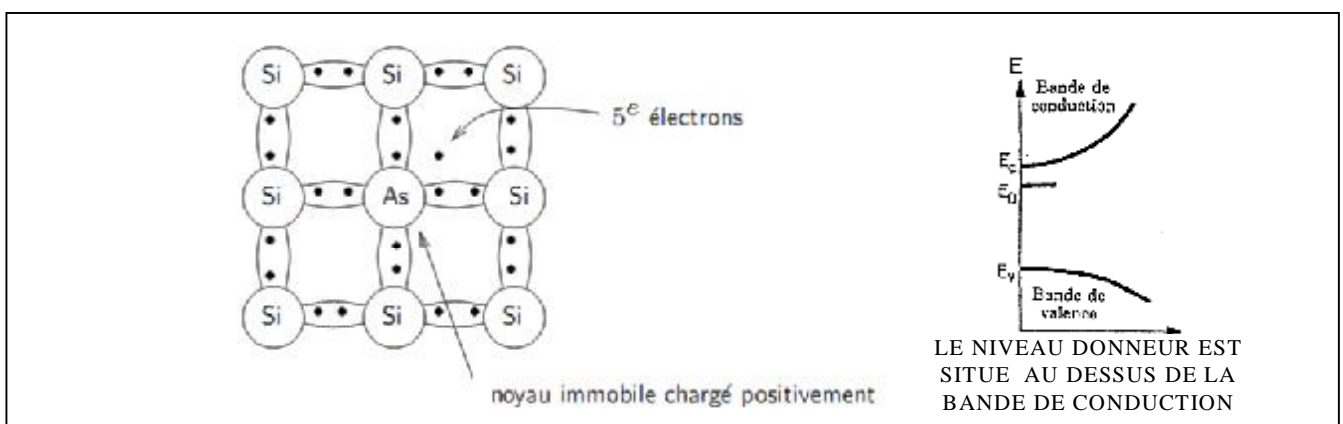 Si Si Si
5e électrons
Si As Si
Si Si Si
noyau immobile chargé positivement
E
Bande de
conduction
Ec
Ev
Bande de
valence
LE NIVEAU DONNEUR EST
SITUE AU DESSUS DE LA
BANDE DE CONDUCTION